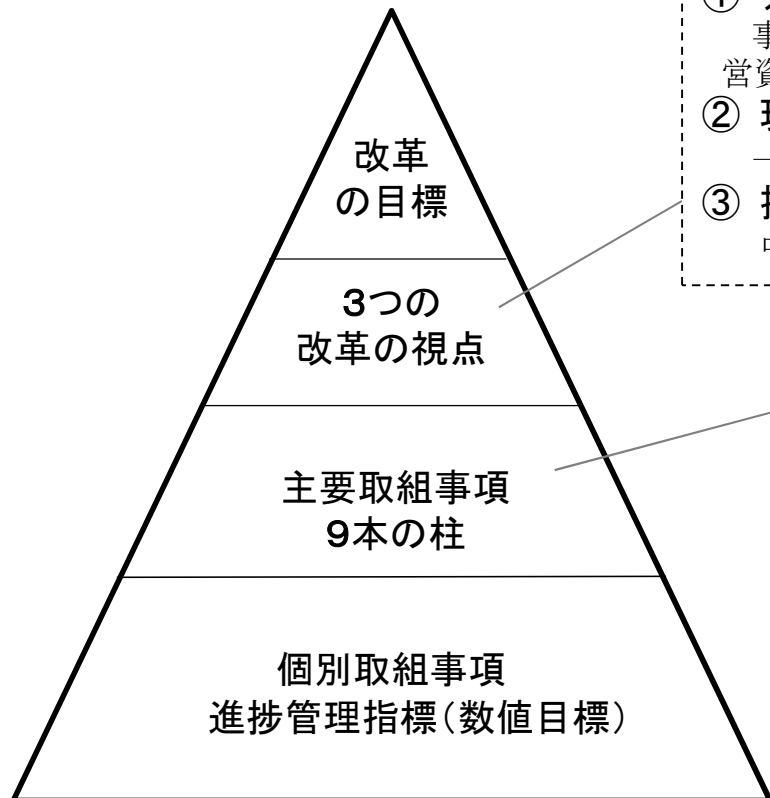 改革
の目標
3つの
改革の視点
主要取組事項
9本の柱
個別取組事項
進捗管理指標(数値目標)
①
営資
②
③